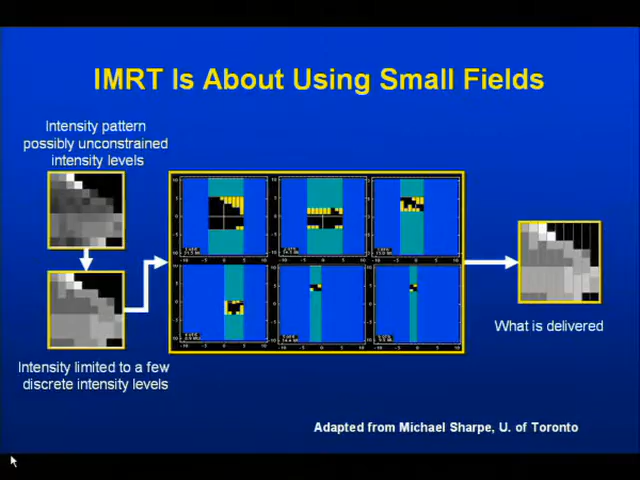 IMRT Is About Using Small Fields
Intensity pattern
possibly unconstrained
intensity levels
Intensity limited to a few
discrete intensity levels
What is delivered
Adapted from Michael Sharpe, U. of Toronto